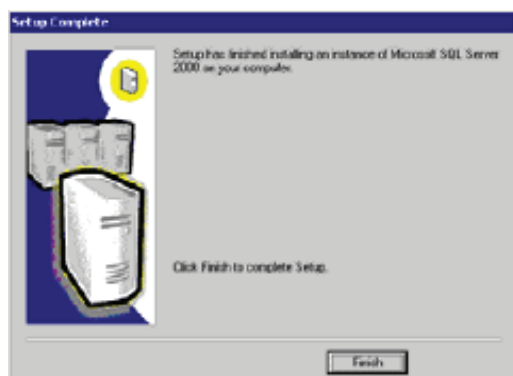 Setup Complete
Setup has finished installing an instance of Microsoft SQL Server
2000 on your computer.
Click Finish to complete Setup.
Finish